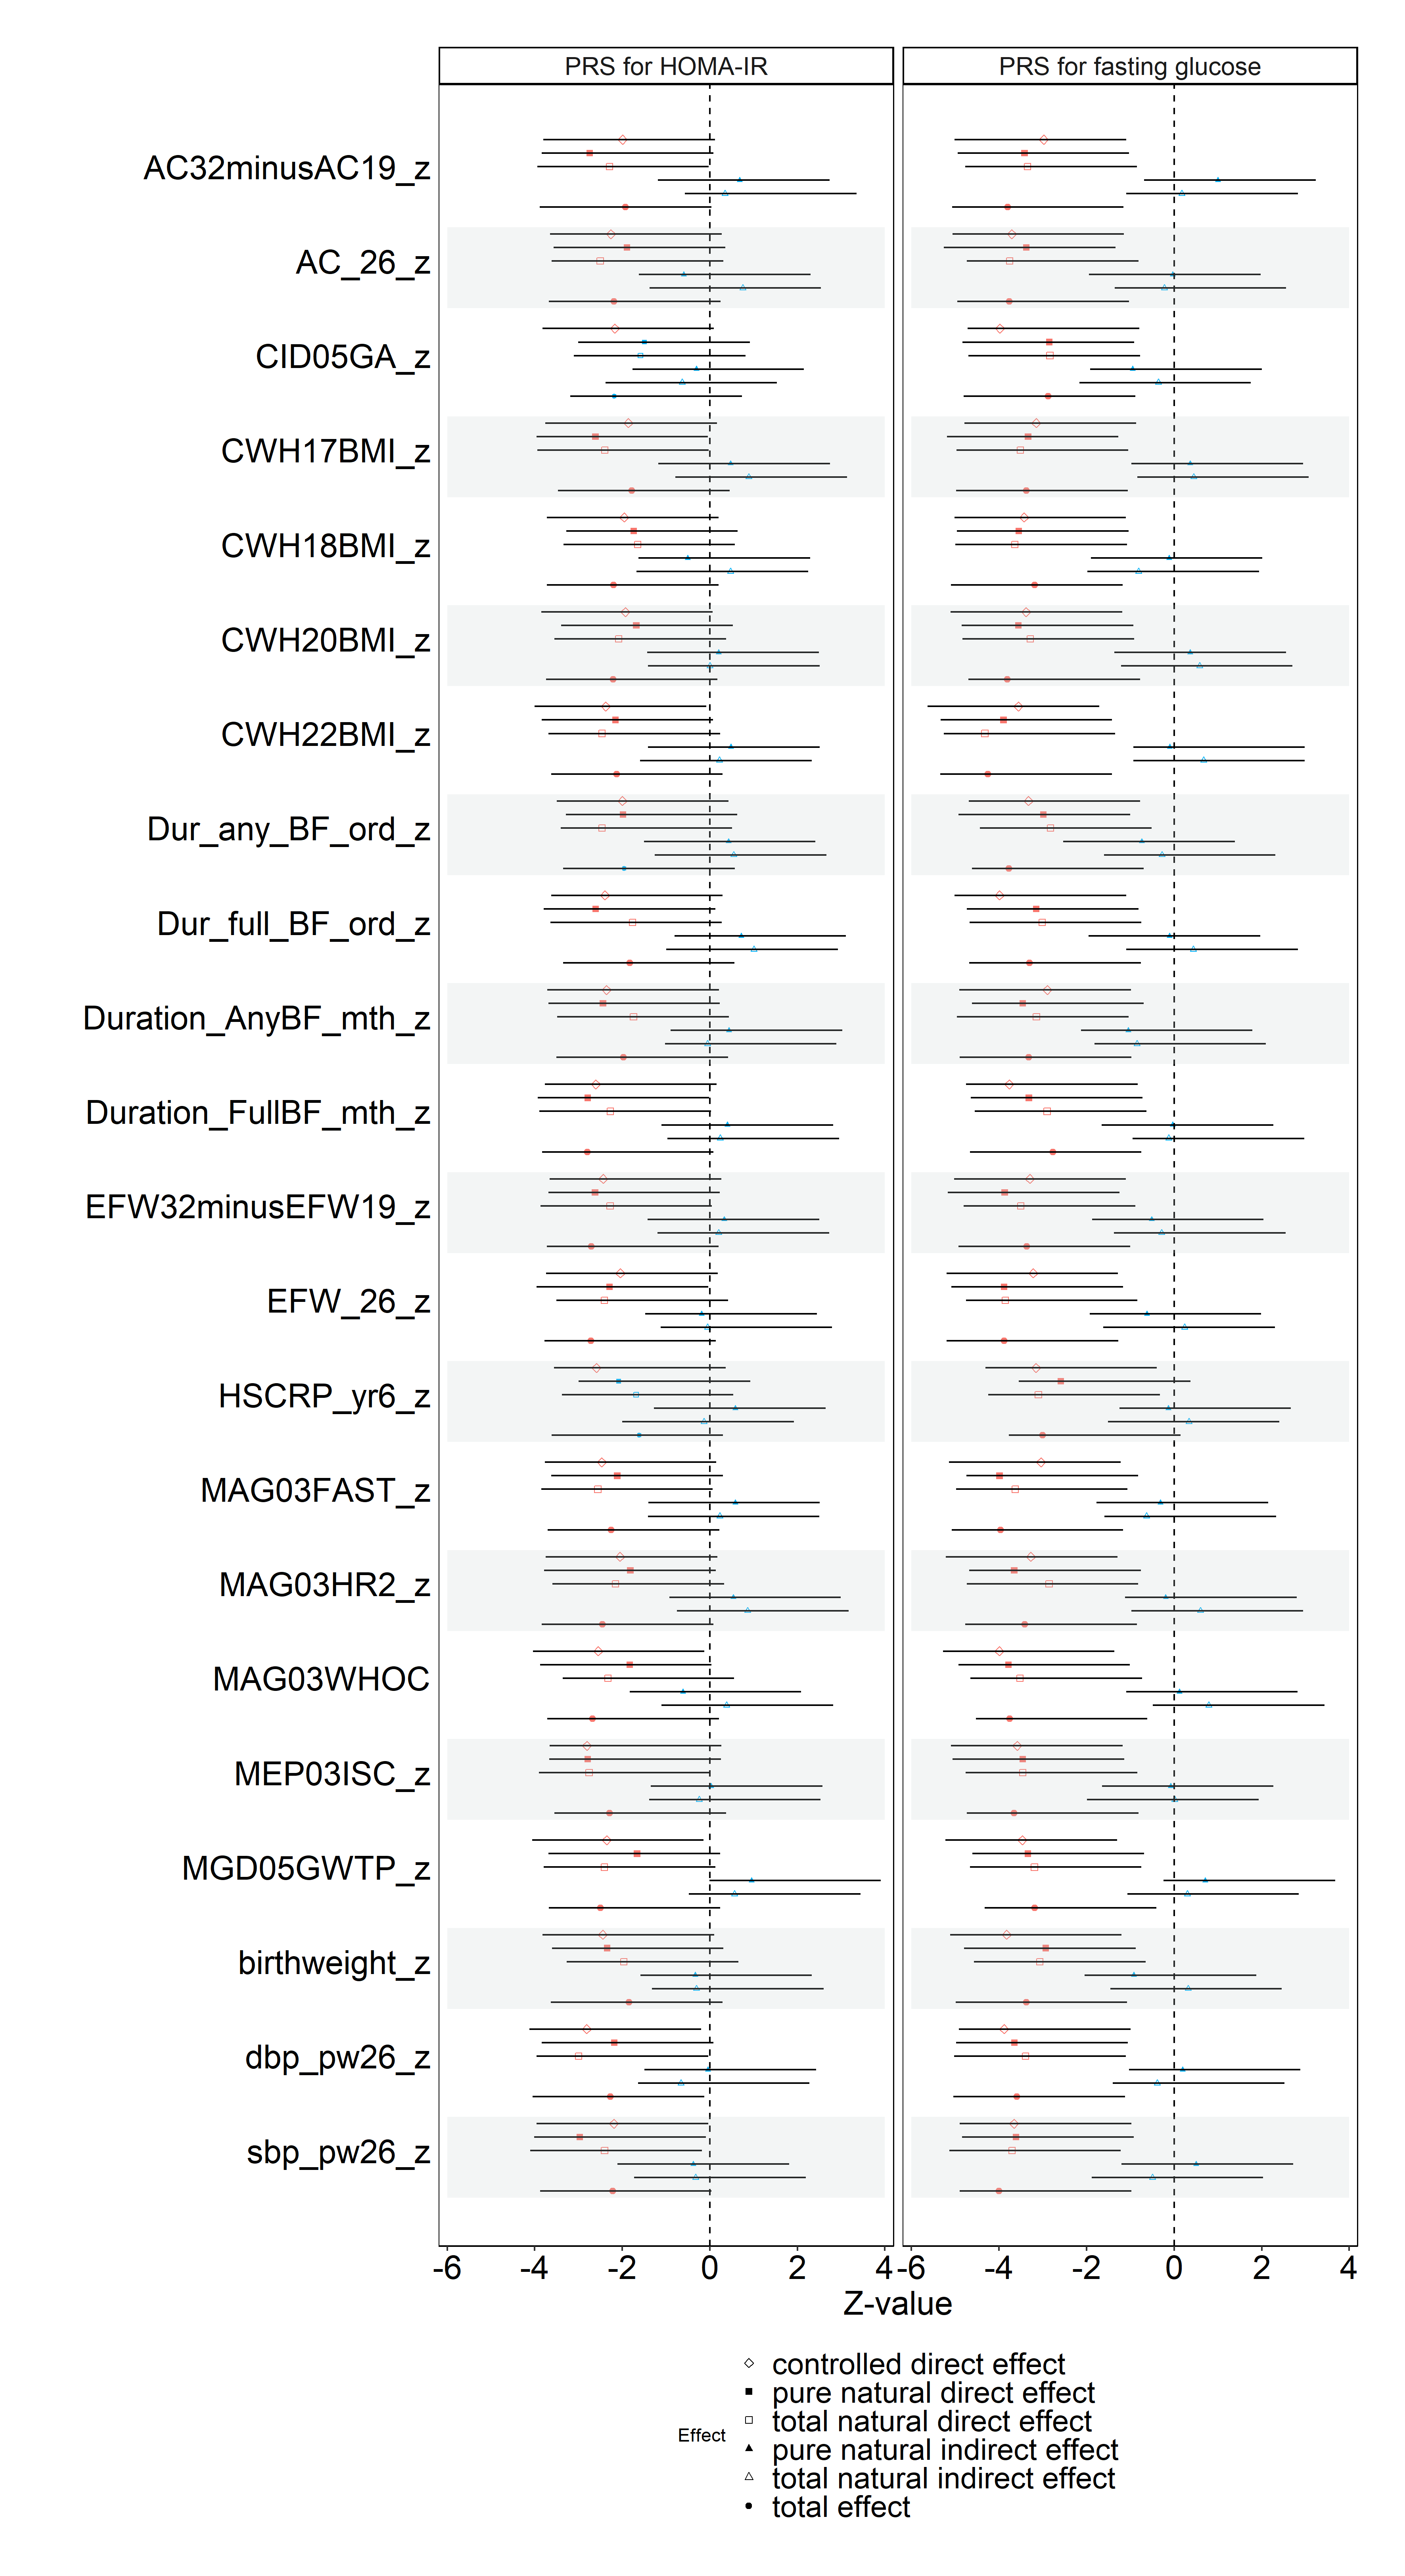 PRS for HOMA-IR
PRS for fasting glucose
AC32minusAC19_z
AC_26_z
CID05GA_z
CWH17BMI_z
CWH18BMI_z
CWH20BMI_z
CWH22BMI_z
Dur_any_BF_ord_z
Dur_full_BF_ord_z
Duration_AnyBF_mth_z
Duration_FullBF_mth_z
EFW32minusEFW19_z
EFW_26_z
HSCRP_yr6_z
MAG03FAST_z
MAG03HR2_z
MAG03WHOC
MEP03ISC_z
MGD05GWTP_z
birthweight_z
dbp_pw26_z
sbp_pw26_z
-6 -4 -2 0 2 4
-6 -4 -2 0 2 4
Z-value
Effect
controlled direct effect
pure natural direct effect
total natural direct effect
pure natural indirect effect
total natural indirect effect
total effect